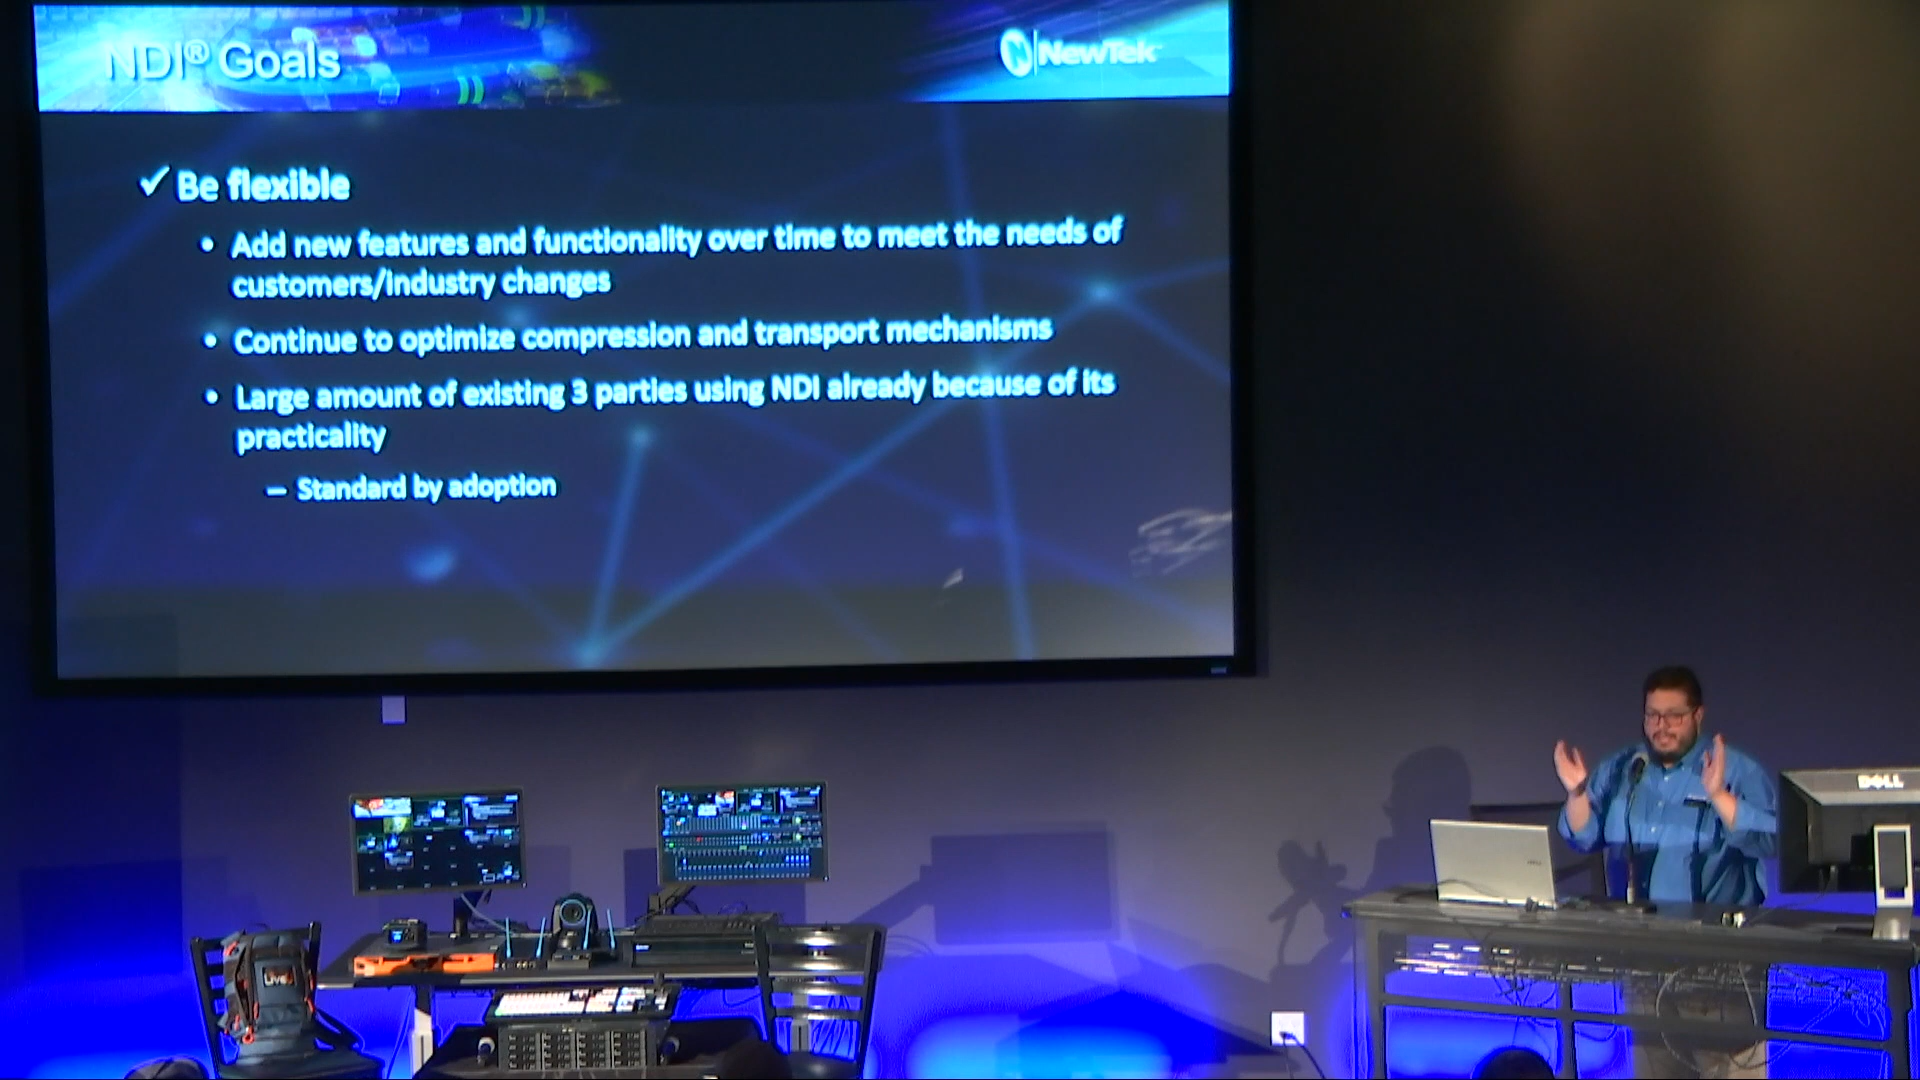 NDI® Goals
N NewTek
✓ Be flexible
• Add new features and functionality over time to meet the needs of
customers/industry changes
• Continue to optimize compression and transport mechanisms
• Large amount of existing 3 parties using NDI already because of its
practicality
– Standard by adoption
DELL
LiveU